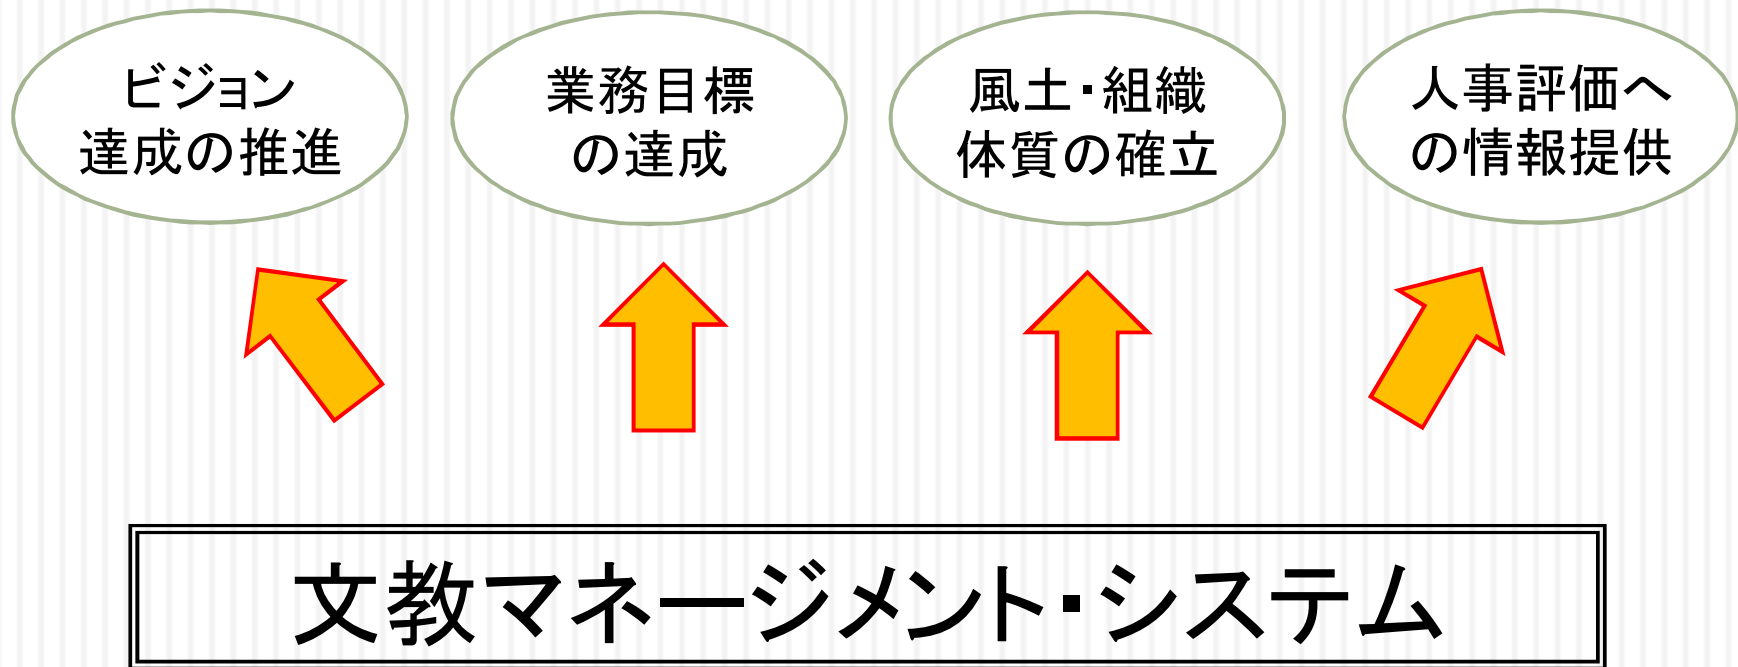 ビジョン
達成の推進
業務目標
の達成
風土・組織
体質の確立
人事評価へ
の情報提供
文教マネージメント・システム